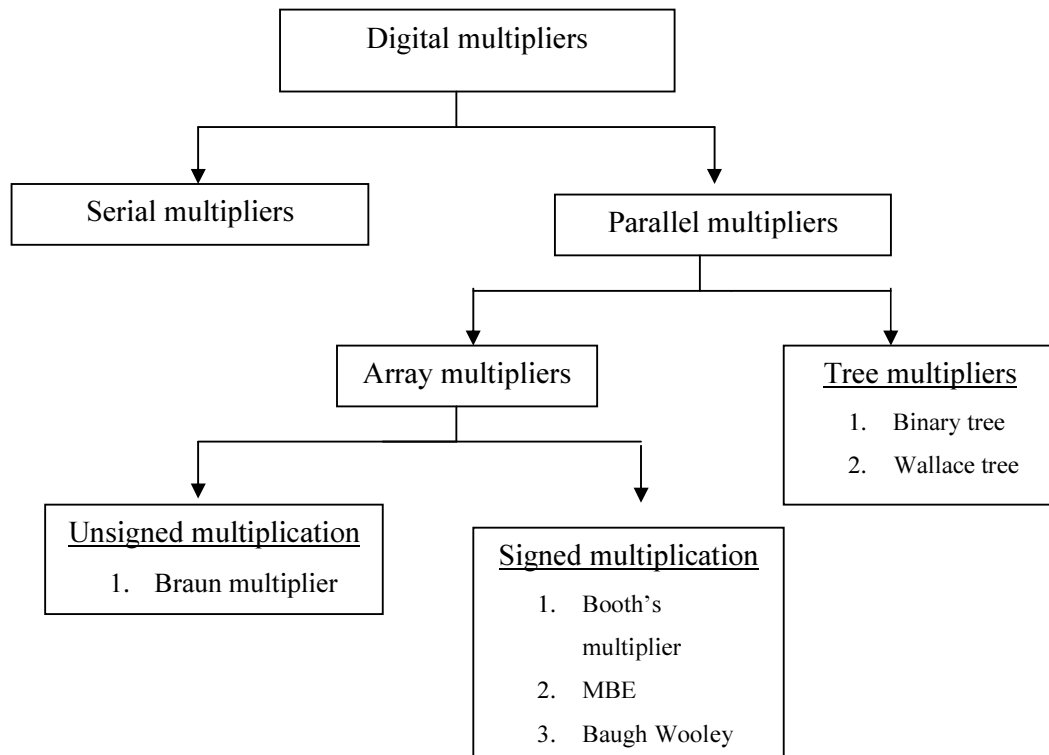 Digital multipliers
Serial multipliers
Parallel multipliers
Array multipliers
Tree multipliers
1. Binary tree
2. Wallace tree
Unsigned multiplication
1. Braun multiplier
Signed multiplication
1. Booth’s
multiplier
2. MBE
3. Baugh Wooley